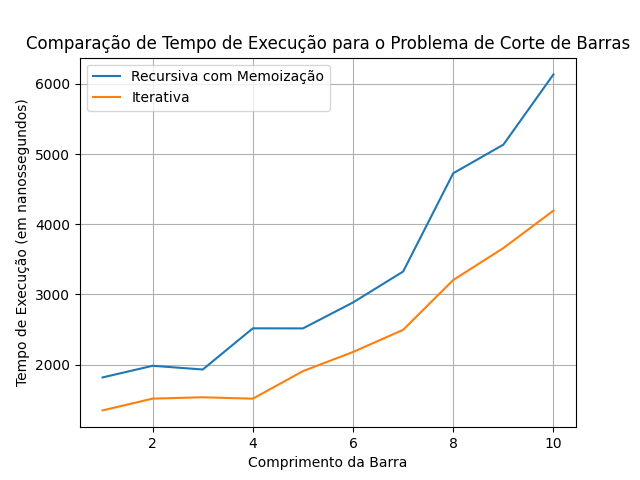 Comparação de Tempo de Execução para o Problema de Corte de Barras
Recursiva com Memoização
Iterativa
Tempo de Execução (em nanossegundos)
6000
5000
4000
3000
2000
2 4 6 8 10
Comprimento da Barra